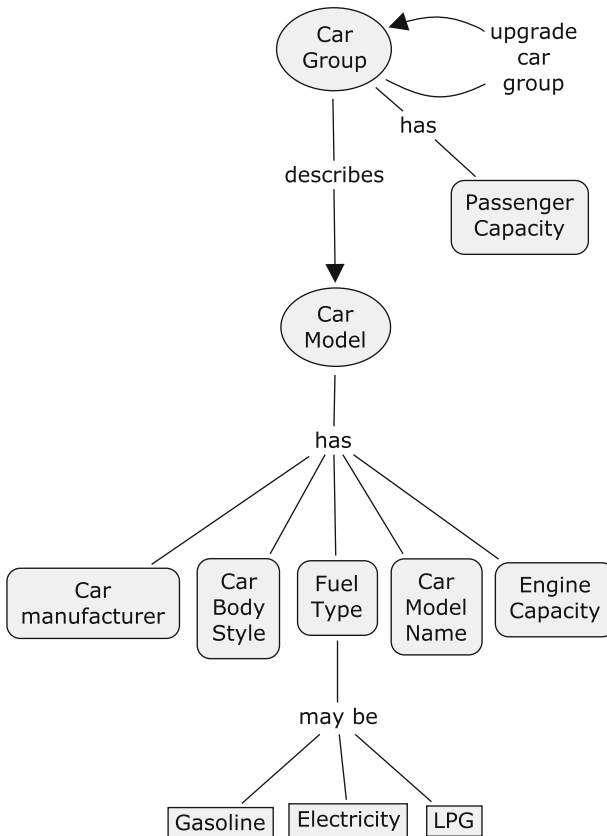 Car
Group
upgrade
car
group
has
describes
Passenger
Capacity
Car
Model
has
Car
manufacturer
Car
Body
Style
Fuel
Type
Car
Model
Name
Engine
Capacity
may be
Gasoline
Electricity
LPG